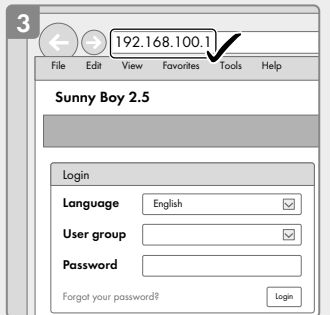 3
192.168.100.1
File Edit View Favorites Tools Help
Sunny Boy 2.5
Login
Language English
User group
Password
Forgot your password? Login